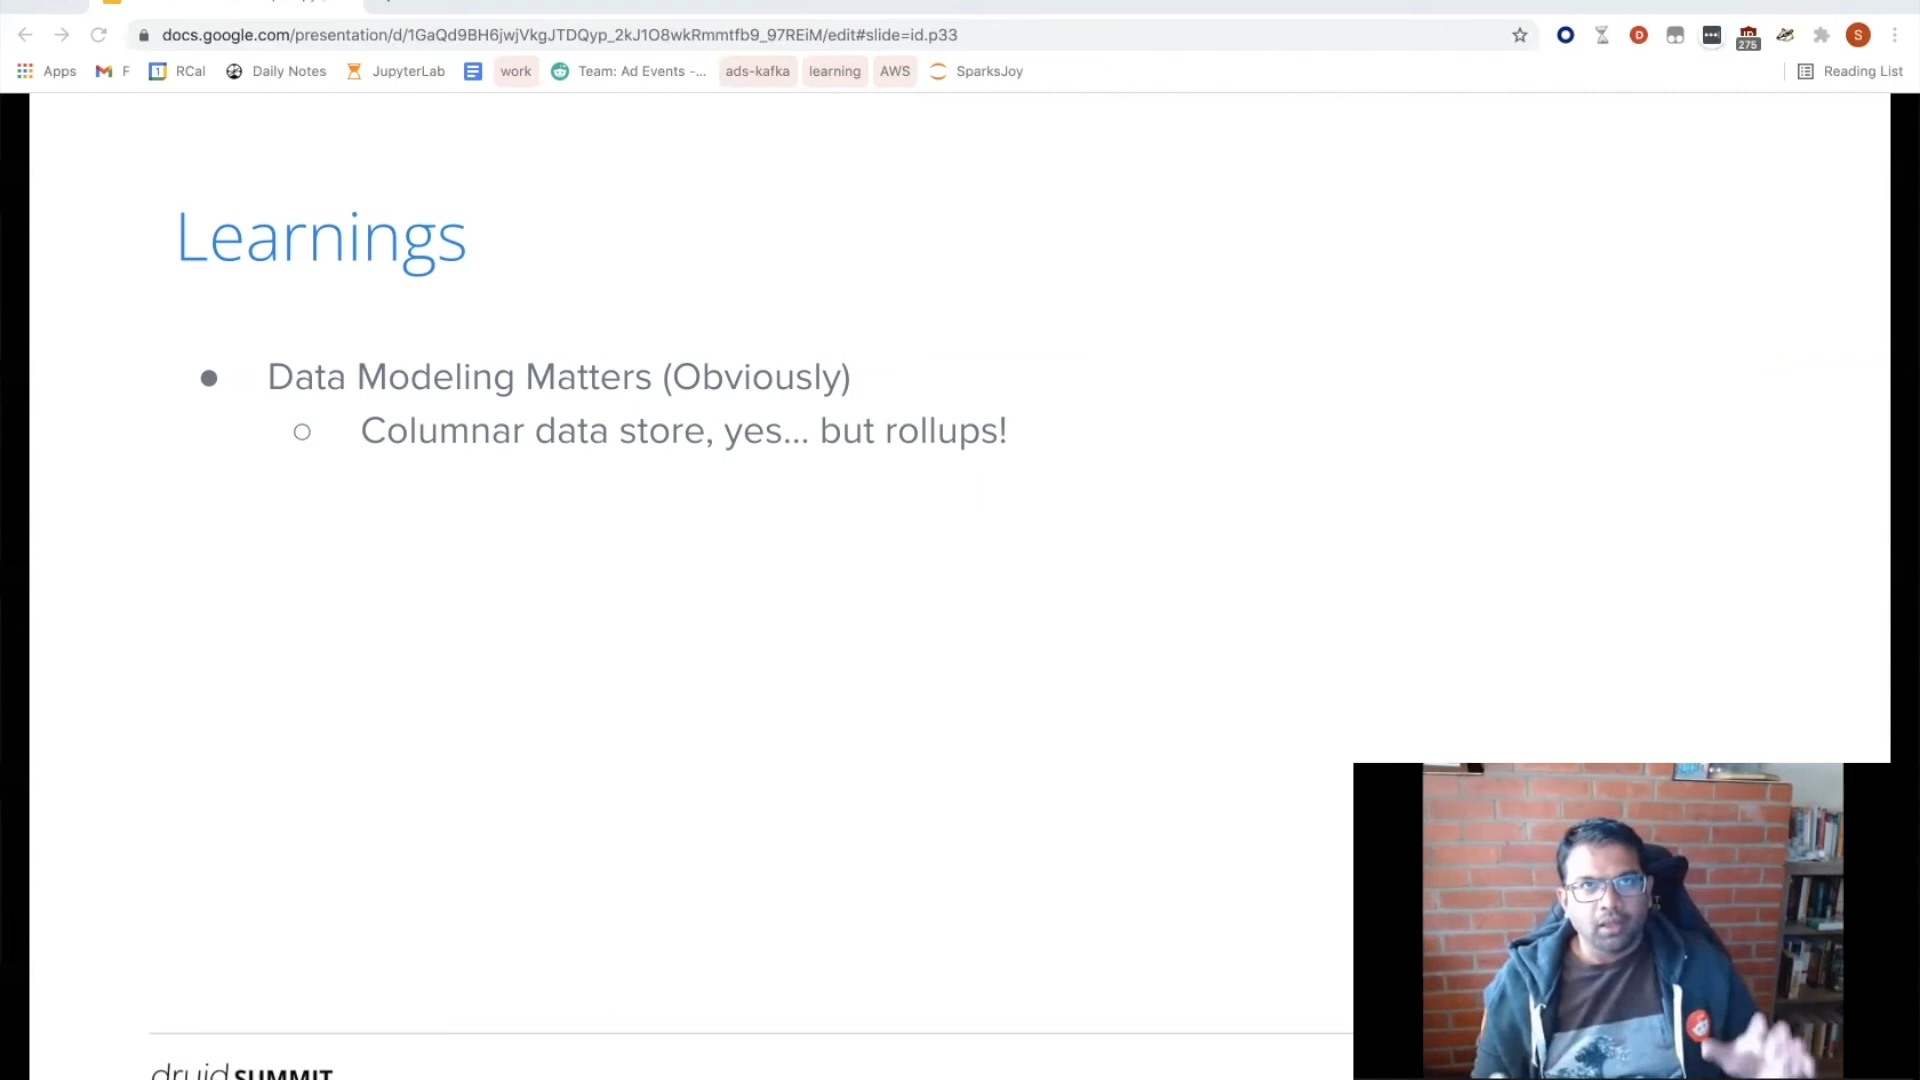 docs.google.com/presentation/d/1GaQd9BH6jwjVkgJTDQyp_2kJ1O8wkRmmtfb9_97REiM/edit#slide=id.p33
D
275
S
Apps
F
1
RCal
Daily Notes
JupyterLab
work
Team: Ad Events -...
ads-kafka
learning
AWS
SparksJoy
Reading List
Learnings
● Data Modeling Matters (Obviously)
○ Columnar data store, yes... but rollups!
druid SUMMIT